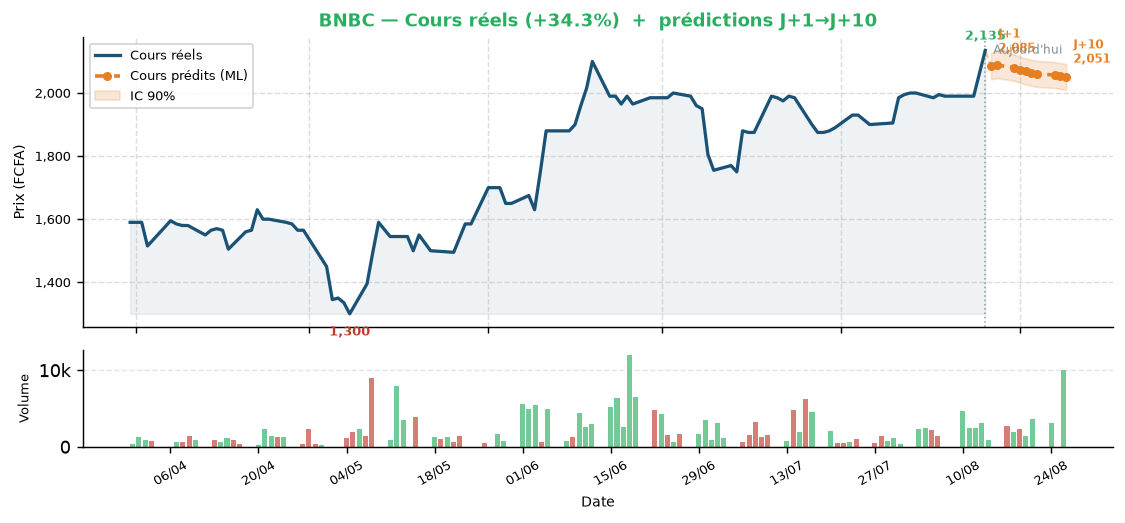 BNBC — Cours réels (+34.3%)  +  prédictions J+1→J+10
Cours réels
Cours prédits (ML)
IC 90%
2,135
J+1
2,085
Aujourd'hui
J+10
2,051
Prix (FCFA)
2,000
1,800
1,600
1,400
1,300
Volume
10k
0
06/04
20/04
04/05
18/05
01/06
15/06
29/06
13/07
27/07
10/08
24/08
Date